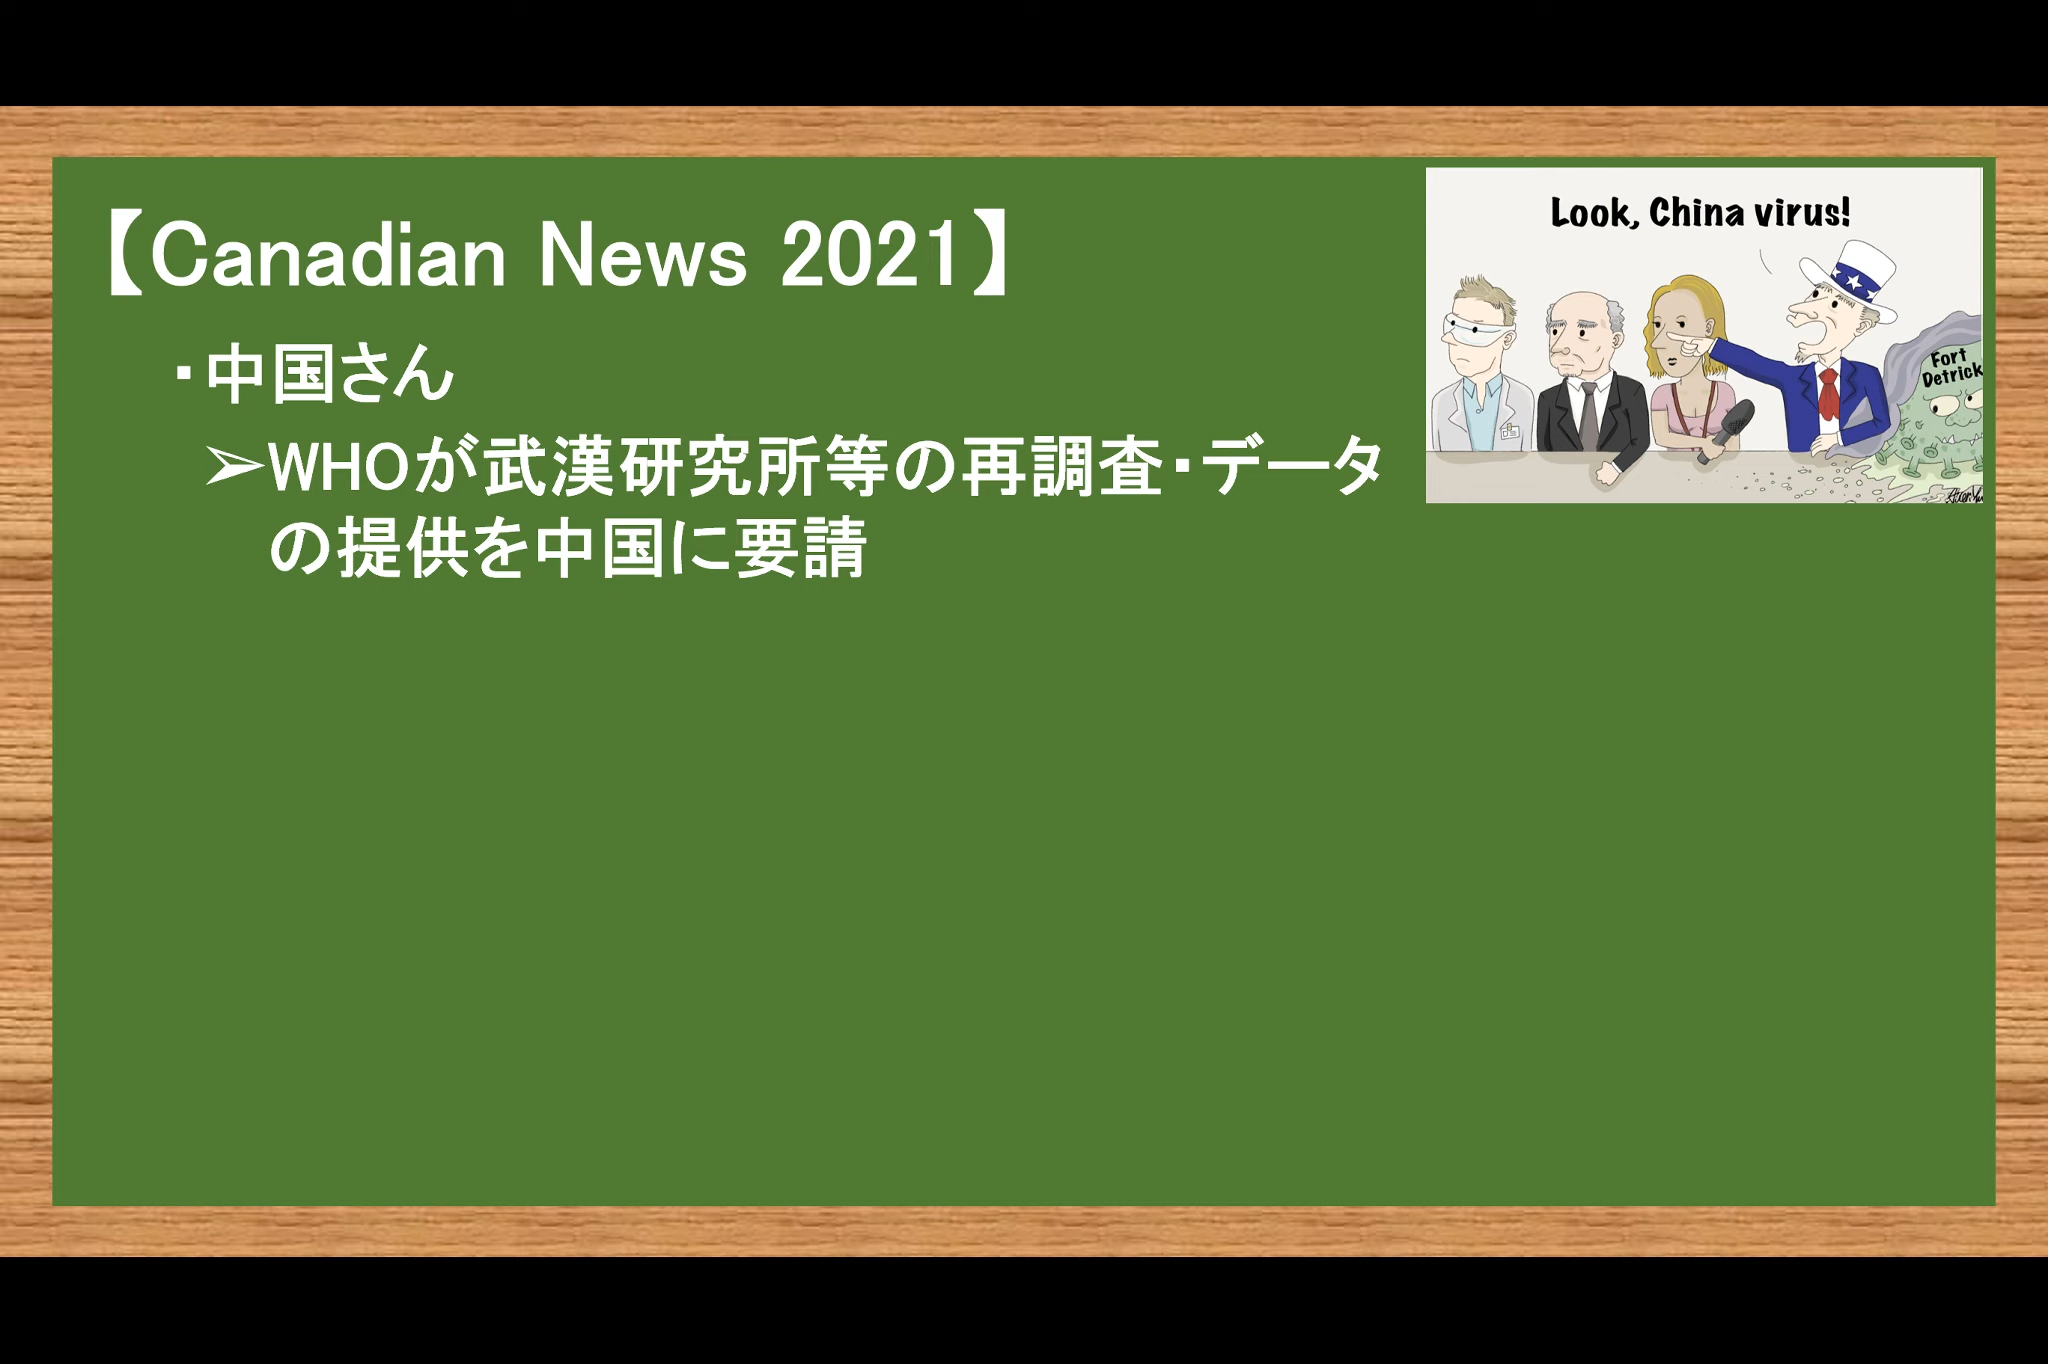 【Canadian News 2021】
・中国さん
➢WHOが武漢研究所等の再調査・データ
の提供を中国に要請
Look, China virus!
Fort
Detrick